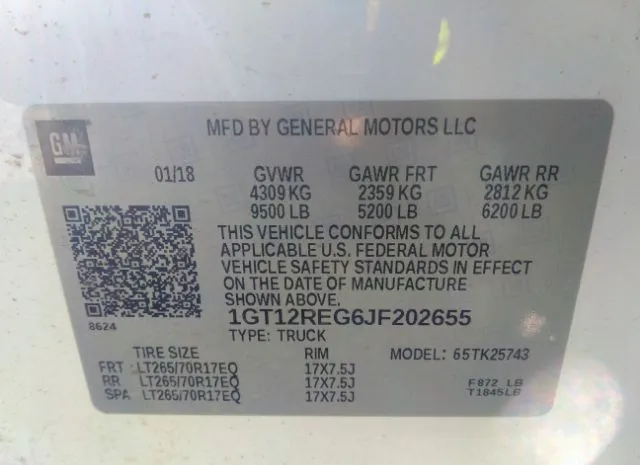 GM
MFD BY GENERAL MOTORS LLC
01/18 GVWR GAWR FRT GAWR RR
4309 KG 2359 KG 2812 KG
9500 LB 5200 LB 6200 LB
THIS VEHICLE CONFORMS TO ALL
APPLICABLE U.S. FEDERAL MOTOR
VEHICLE SAFETY STANDARDS IN EFFECT
ON THE DATE OF MANUFACTURE
SHOWN ABOVE.
8624 1GT12REG6JF202655
TYPE: TRUCK
TIRE SIZE RIM MODEL: 65TK25743
FRT LT265/70R17EQ 17X7.5J
RR LT265/70R17EQ 17X7.5J F872 LB
SPA LT265/70R17EQ 17X7.5J T1845LB